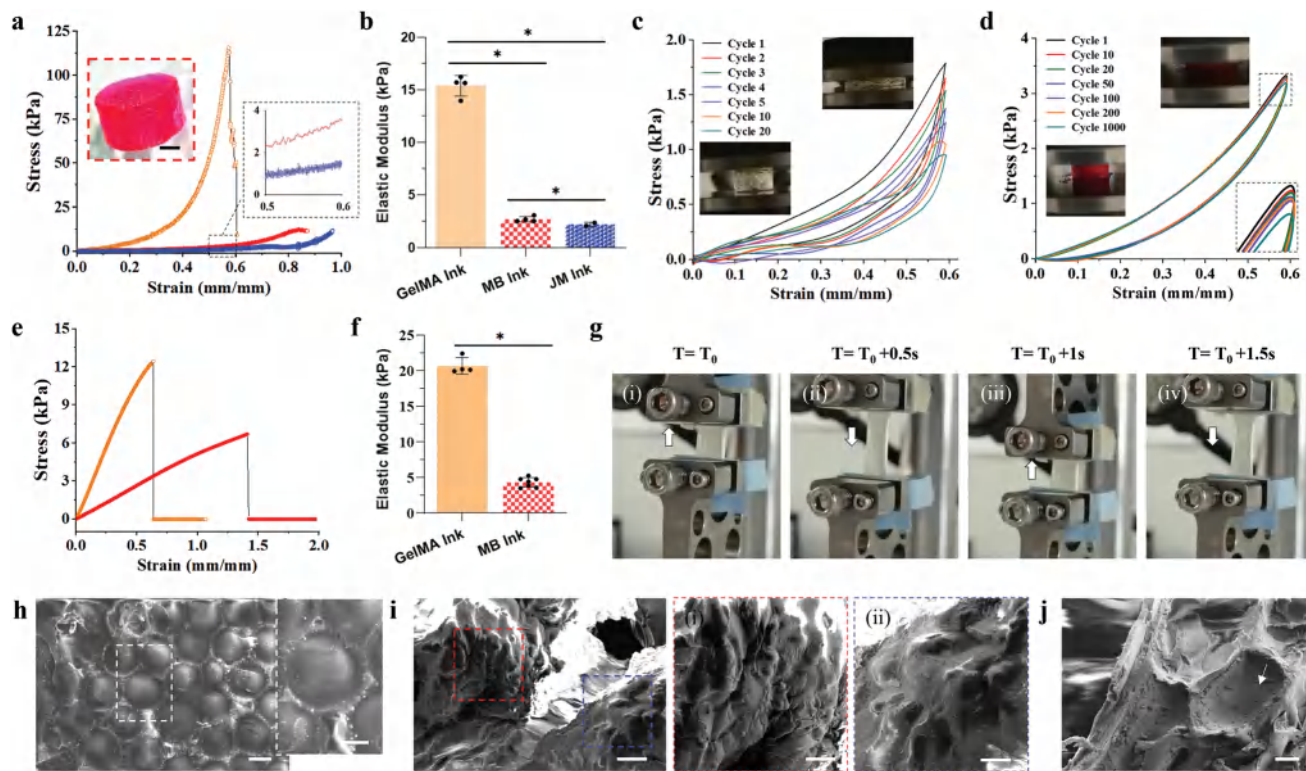 a
Stress (kPa)
125
100
75
50
25
0
0.0 0.2 0.4 0.6 0.8 1.0
Strain (mm/mm)
4
2
1
0
0.5 0.6
b
Elastic Modulus (kPa)
20
15
10
5
0
*
*
*
*
GelMA Ink
MB Ink
JM Ink
c
Stress (kPa)
2.0
1.5
1.0
0.5
0.0
Cycle 1
Cycle 2
Cycle 3
Cycle 4
Cycle 5
Cycle 10
Cycle 20
0.0 0.1 0.2 0.3 0.4 0.5 0.6
Strain (mm/mm)
d
Stress (kPa)
4
3
2
1
0
Cycle 1
Cycle 10
Cycle 20
Cycle 50
Cycle 100
Cycle 200
Cycle 1000
0.0 0.1 0.2 0.3 0.4 0.5 0.6
Strain (mm/mm)
e
Stress (kPa)
15
12
9
6
3
0
0.0 0.5 1.0 1.5 2.0
Strain (mm/mm)
f
Elastic Modulus (kPa)
25
20
15
10
5
0
*
GelMA Ink
MB Ink
g
T= T0 T= T0 +0.5s T= T0 +1s T= T0 +1.5s
(i) (ii) (iii) (iv)
h
i
(i) (ii)
j